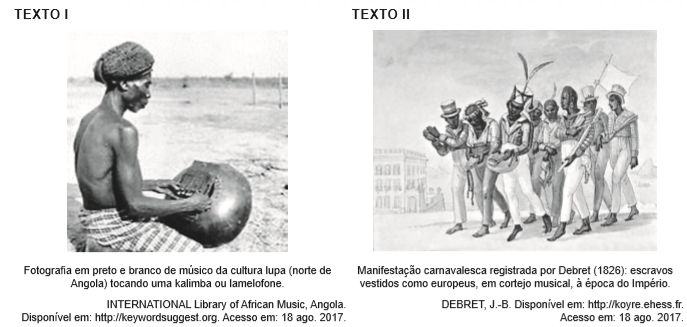 TEXTO I
Fotografia em preto e branco de músico da cultura lupa (norte de
Angola) tocando uma kalimba ou lamelofone.
INTERNATIONAL Library of African Music, Angola.
Disponível em: http://keywordsuggest.org. Acesso em: 18 ago. 2017.
TEXTO II
Manifestação carnavalesca registrada por Debret (1826): escravos
vestidos como europeus, em cortejo musical, à época do Império.
DEBRET, J.-B. Disponível em: http://koyre.ehess.fr.
Acesso em: 18 ago. 2017.